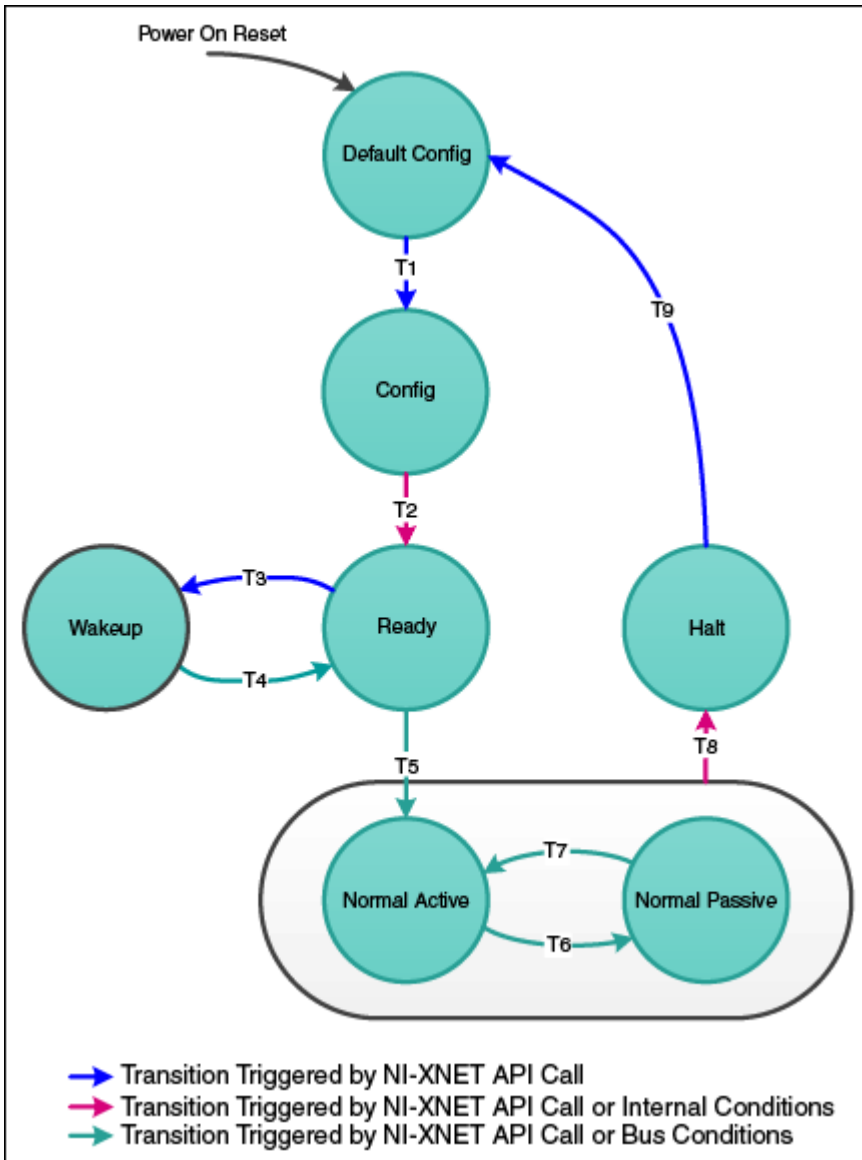 Power On Reset
Default Config
T1
T9
Config
T2
T3
Wakeup
Ready
Halt
T4
T8
T5
T7
Normal Active
Normal Passive
T6
Transition Triggered by NI-XNET API Call
Transition Triggered by NI-XNET API Call or Internal Conditions
Transition Triggered by NI-XNET API Call or Bus Conditions